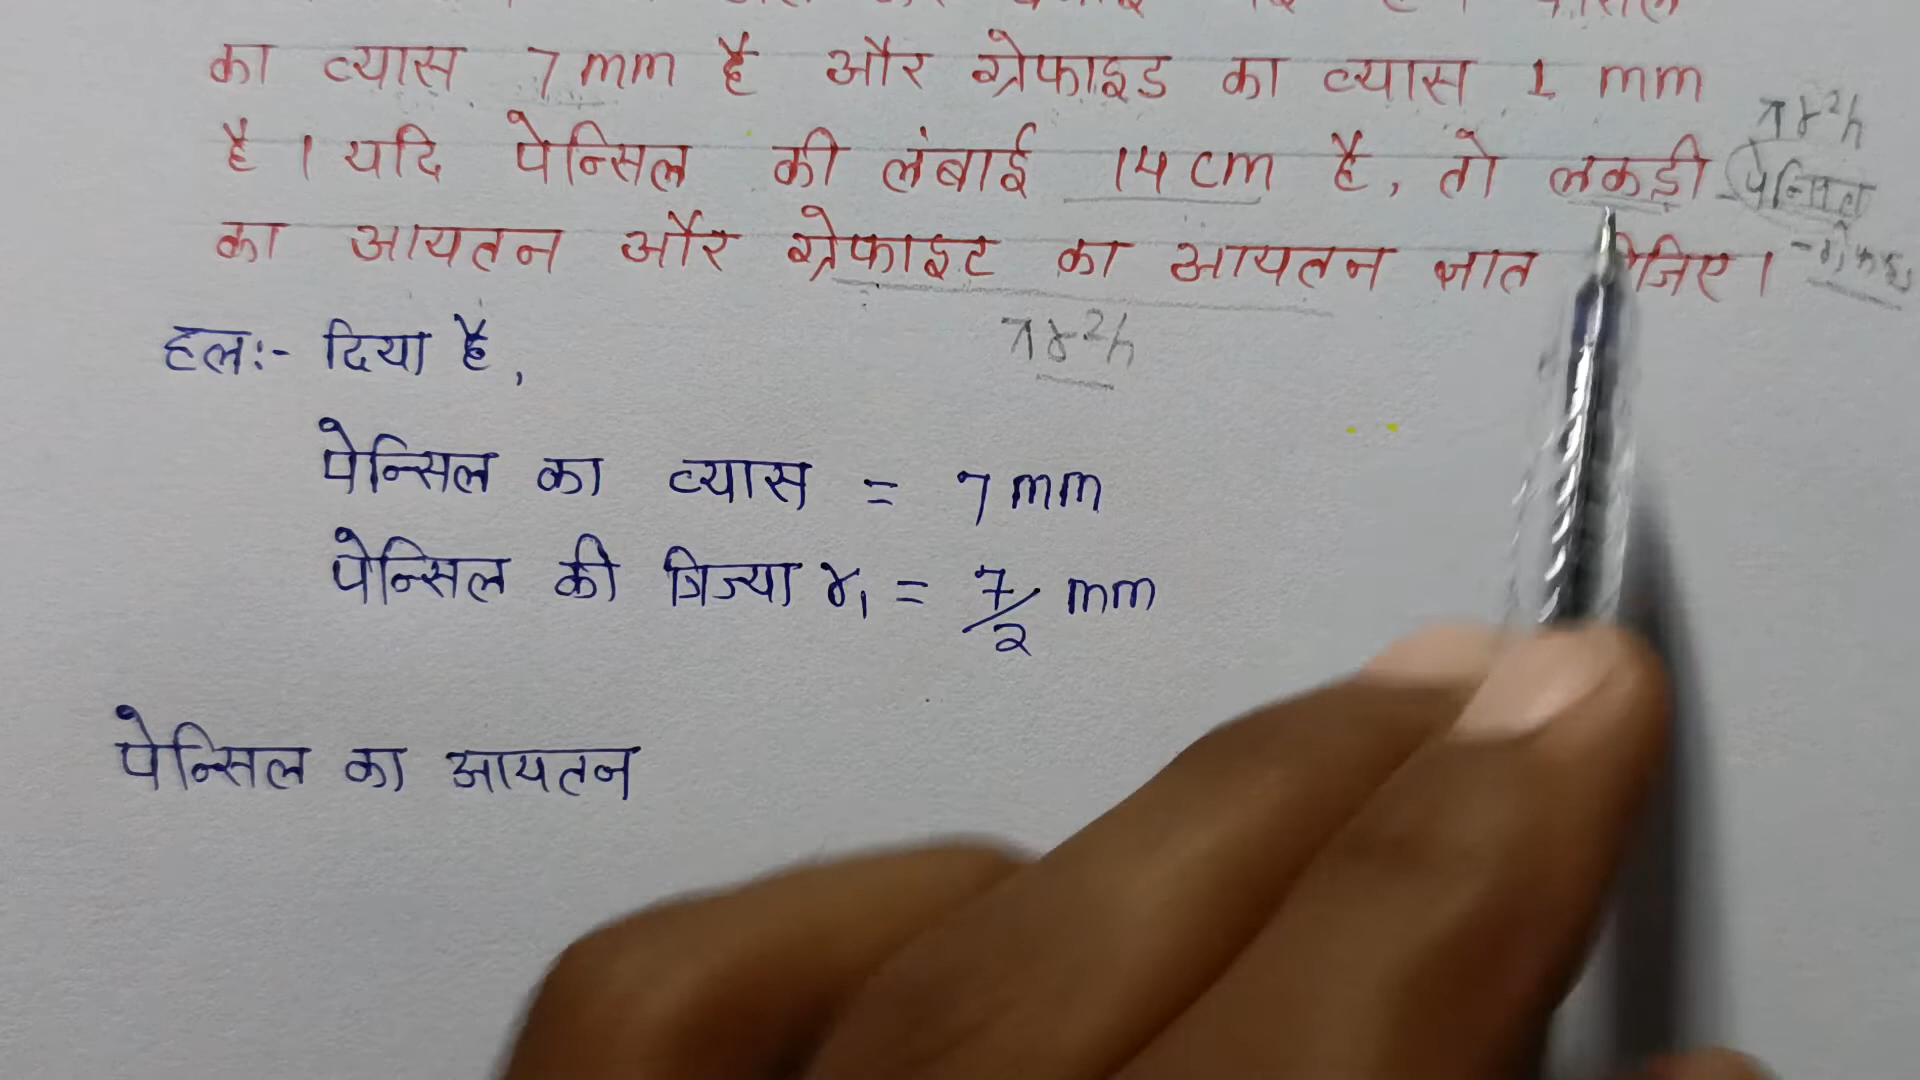 का व्यास 7 mm है और ग्रेफाइड का व्यास 1 mm
है । यदि पेन्सिल की लंबाई 14 cm है, तो लकड़ी
का आयतन और ग्रेफाइट का आयतन ज्ञात जिए ।
πr²h
पेन्सिल
πr²h
हल:- दिया है,
पेन्सिल का व्यास = 7 mm
पेन्सिल की त्रिज्या r₁ = 7/2 mm
पेन्सिल का आयतन